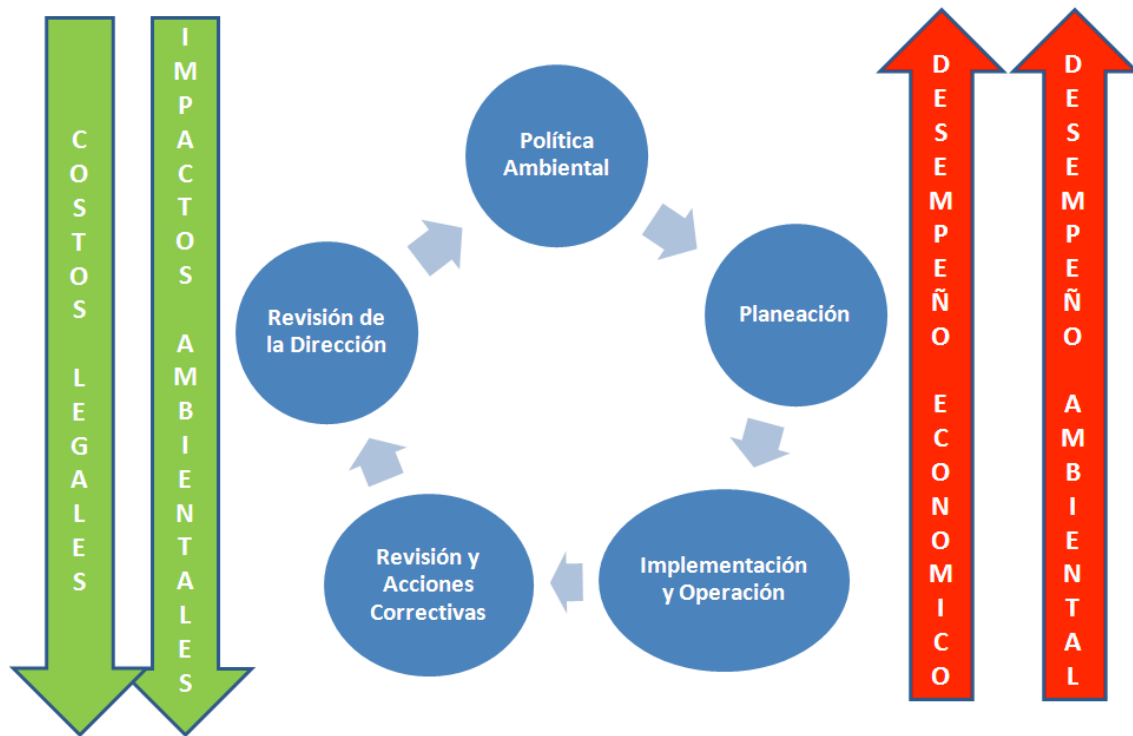 COSTOS LEGALES
IMPACTOS AMBIENTALES
Política
Ambiental
Planeación
Implementación
y Operación
Revisión y
Acciones
Correctivas
Revisión de
la Dirección
DESEMPEÑO ECONOMICO
DESEMPEÑO AMBIENTAL